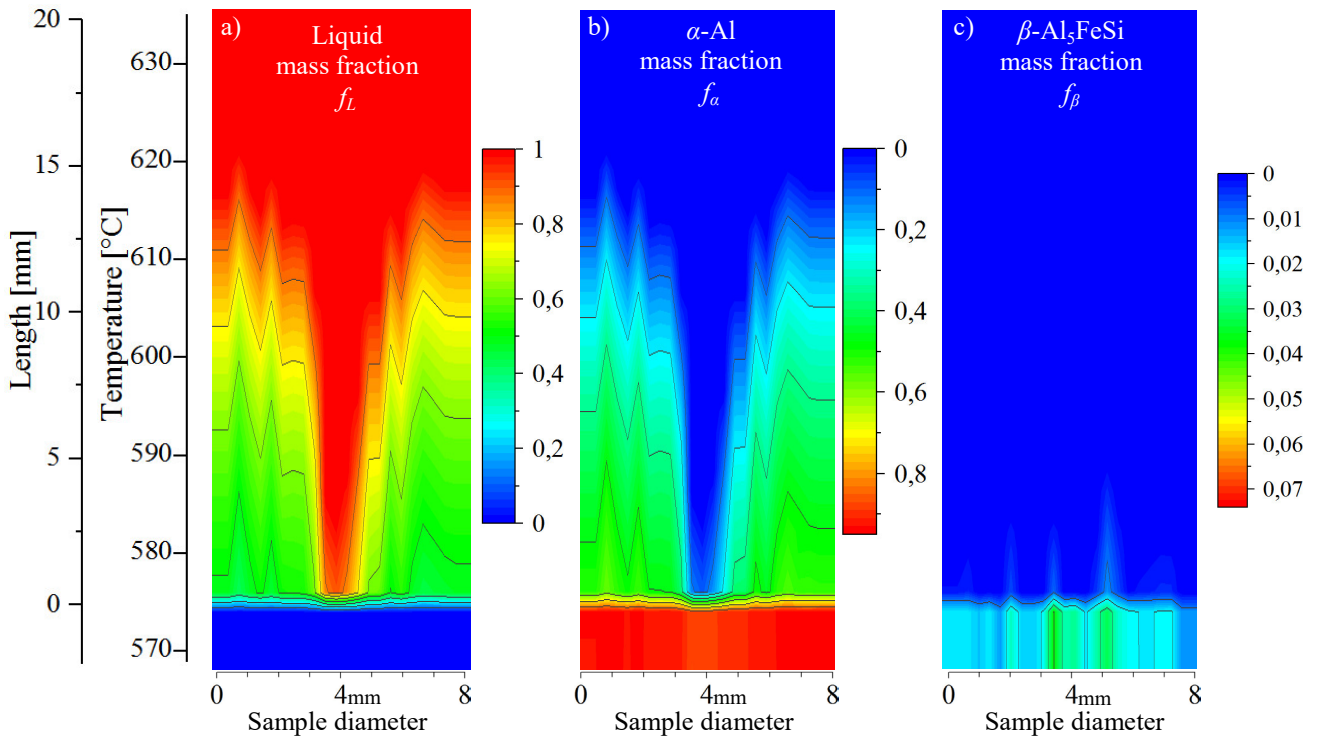 Length [mm]
20
15
10
5
0
Temperature [°C]
630
620
610
600
590
580
570
a)
Liquid
mass fraction
f_L
1
0,8
0,6
0,4
0,2
0
0
4mm
8
Sample diameter
b)
α-Al
mass fraction
f_α
0
0,2
0,4
0,6
0,8
0
4mm
8
Sample diameter
c)
β-Al₅FeSi
mass fraction
f_β
0
0,01
0,02
0,03
0,04
0,05
0,06
0,07
0
4mm
8
Sample diameter